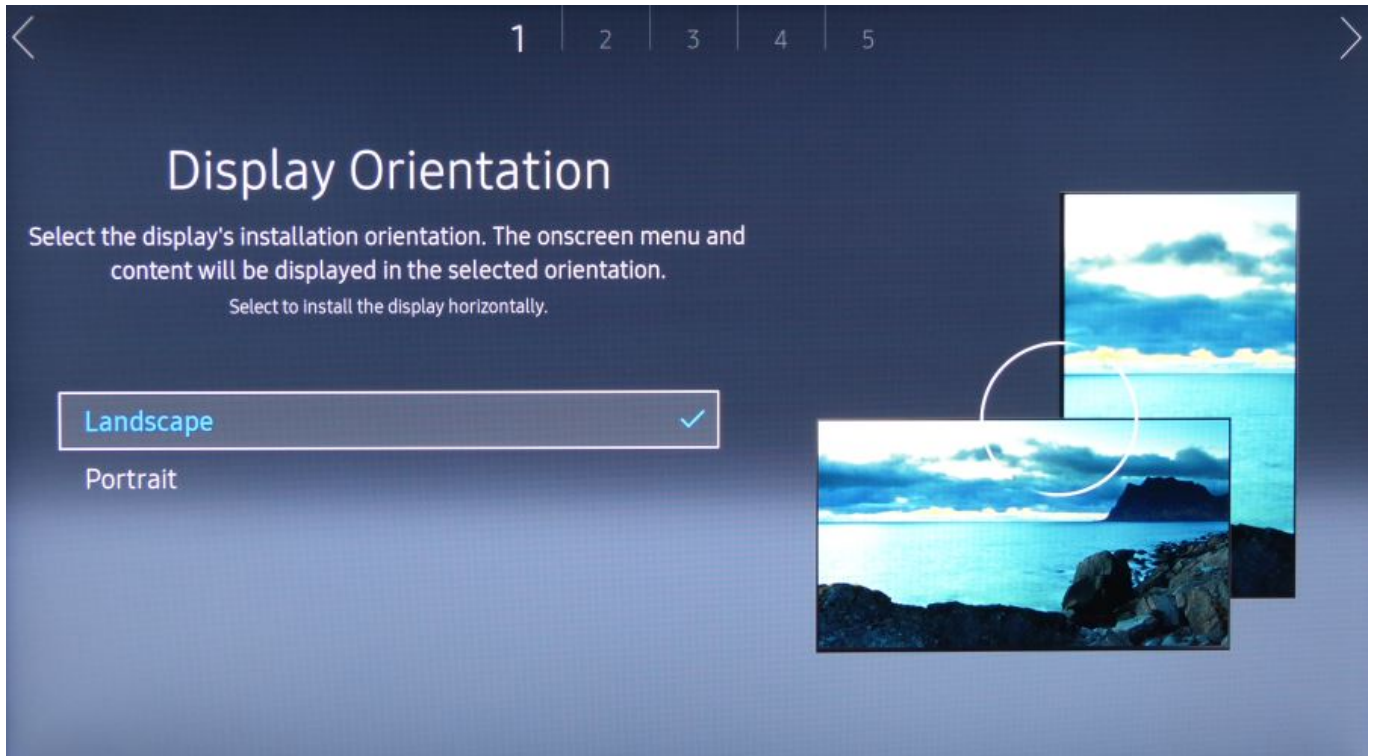 1 2 3 4 5
Display Orientation
Select the display's installation orientation. The onscreen menu and
content will be displayed in the selected orientation.
Select to install the display horizontally.
Landscape
Portrait